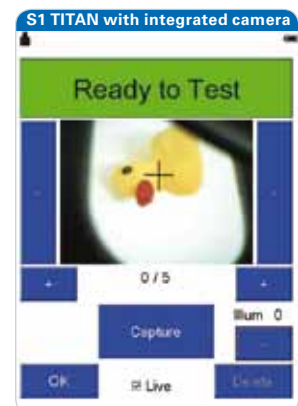 S1 TITAN with integrated camera
Ready to Test
- -
+ 0 / 5 +
Illum 0
Capture
-
OK Live Delete